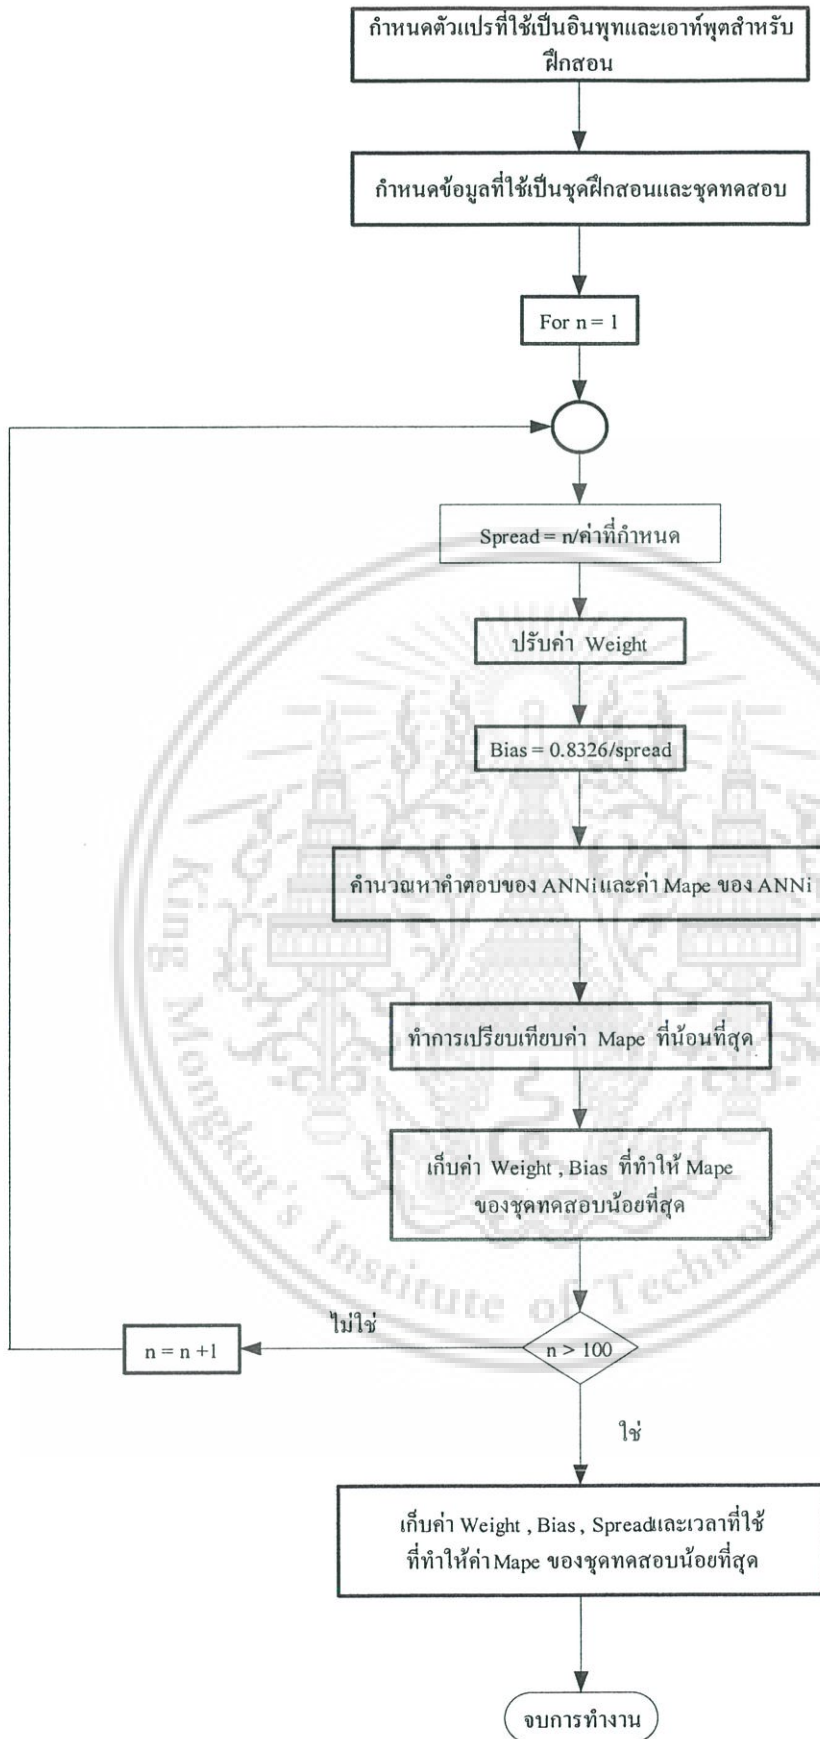 กำหนดตัวแปรที่ใช้เป็นอินพุทและเอาท์พุตสำหรับ
ฝึกสอน
กำหนดข้อมูลที่ใช้เป็นชุดฝึกสอนและชุดทดสอบ
For n = 1
Spread = n/ค่าที่กำหนด
ปรับค่า Weight
Bias = 0.8326/spread
คำนวณหาคำตอบของ ANNiและค่า Mape ของ ANNi
ทำการเปรียบเทียบค่า Mape ที่น้อนที่สุด
เก็บค่า Weight , Bias ที่ทำให้ Mape
ของชุดทดสอบน้อยที่สุด
ไม่ใช่
n = n +1
n > 100
ใช่
เก็บค่า Weight , Bias , Spreadและเวลาที่ใช้
ที่ทำให้ค่า Mape ของชุดทดสอบน้อยที่สุด
จบการทำงาน
King Mongkut's Institute of Technology